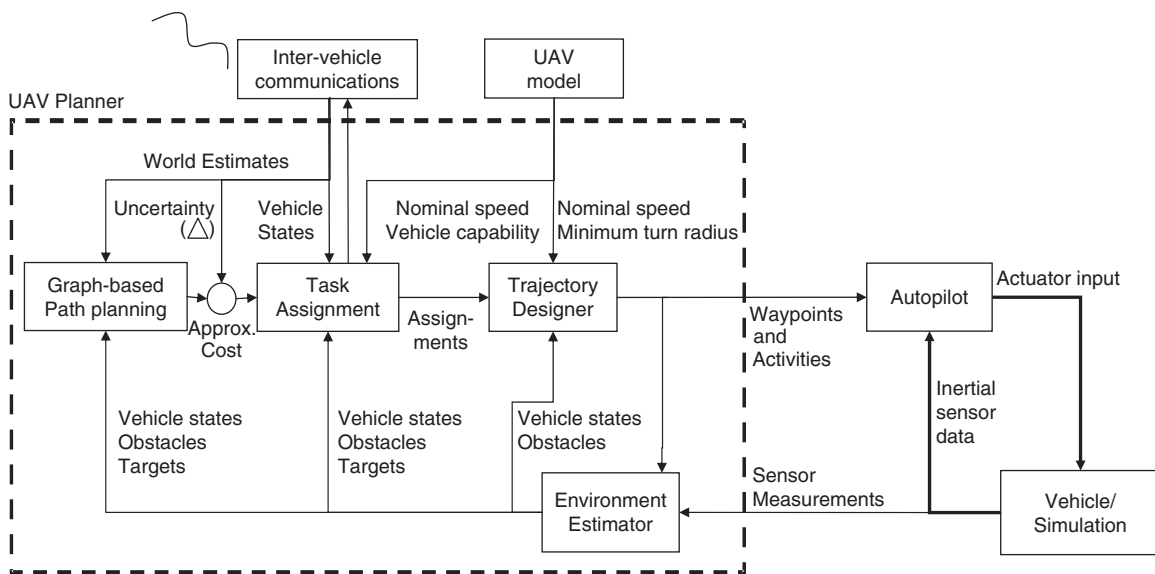 Inter-vehicle
communications
UAV
model
UAV Planner
World Estimates
Uncertainty
(△)
Vehicle
States
Nominal speed
Vehicle capability
Nominal speed
Minimum turn radius
Graph-based
Path planning
Approx.
Cost
Task
Assignment
Assign-
ments
Trajectory
Designer
Waypoints
and
Activities
Autopilot
Actuator input
Vehicle states
Obstacles
Targets
Vehicle states
Obstacles
Targets
Vehicle states
Obstacles
Inertial
sensor
data
Environment
Estimator
Sensor
Measurements
Vehicle/
Simulation